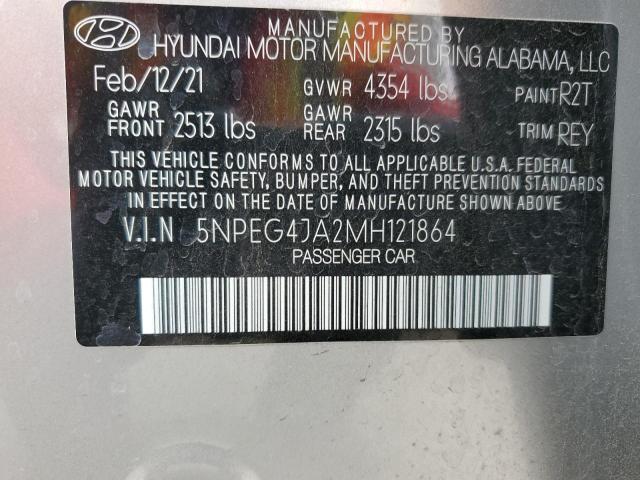 MANUFACTURED BY
HYUNDAI MOTOR MANUFACTURING ALABAMA, LLC
Feb/12/21 GVWR 4354 lbs PAINT R2T
GAWR FRONT 2513 lbs GAWR REAR 2315 lbs TRIM REY
THIS VEHICLE CONFORMS TO ALL APPLICABLE U.S.A. FEDERAL
MOTOR VEHICLE SAFETY, BUMPER, AND THEFT PREVENTION STANDARDS
IN EFFECT ON THE DATE OF MANUFACTURE SHOWN ABOVE.
V.I.N 5NPEG4JA2MH121864
PASSENGER CAR